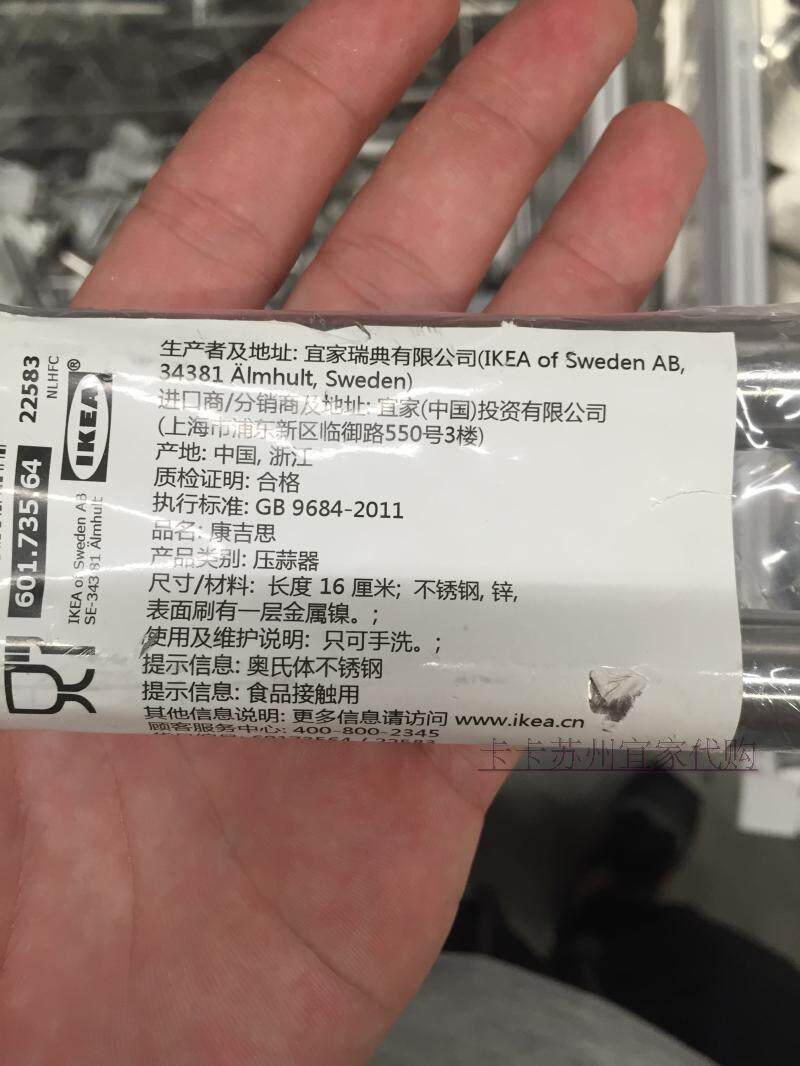 生产者及地址: 宜家瑞典有限公司(IKEA of Sweden AB,
34381 Älmhult, Sweden)
进口商/分销商及地址: 宜家(中国)投资有限公司
(上海市浦东新区临御路550号3楼)
产地: 中国, 浙江
质检证明: 合格
执行标准: GB 9684-2011
品名: 康吉思
产品类别: 压蒜器
尺寸/材料: 长度 16 厘米; 不锈钢, 锌,
表面刷有一层金属镍。;
使用及维护说明: 只可手洗。;
提示信息: 奥氏体不锈钢
提示信息: 食品接触用
其他信息说明: 更多信息请访问 www.ikea.cn
顾客服务中心: 400-800-2345
22583
NLHFC
601.735.64
IKEA®
IKEA of Sweden AB
SE-343 81 Älmhult
卡卡苏州宜家代购